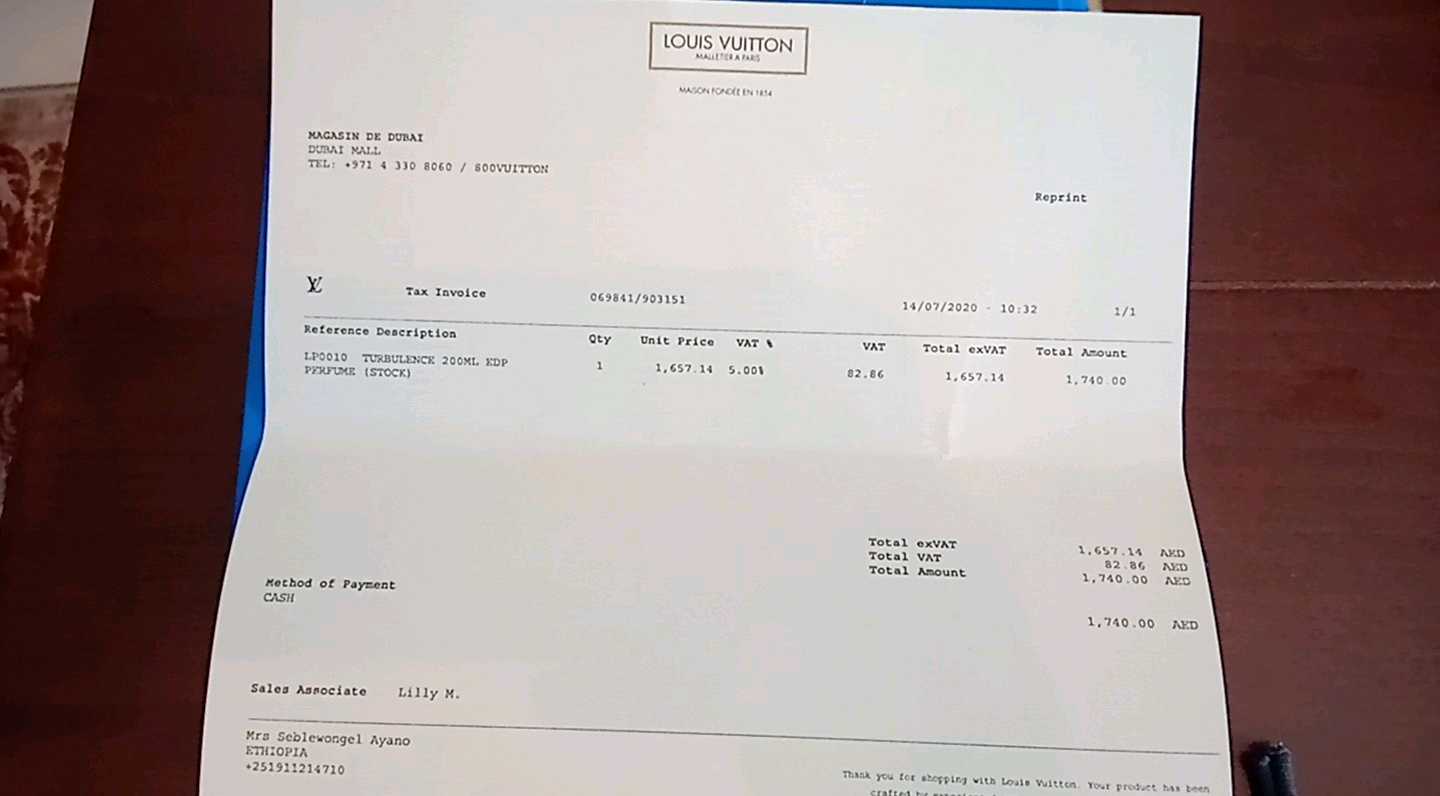 LOUIS VUITTON
MALLETIER A PARIS
MAISON FONDÉE EN 1854
MAGASIN DE DUBAI
DUBAI MALL
TEL: +971 4 330 8060 / 800VUITTON
Reprint
LV Tax Invoice 069841/903151 14/07/2020 - 10:32 1/1
Reference Description Qty Unit Price VAT % VAT Total exVAT Total Amount
LP0010 TURBULENCE 200ML EDP 1 1,657.14 5.00% 82.86 1,657.14 1,740.00
PERFUME (STOCK)
Total exVAT 1,657.14 AED
Total VAT 82.86 AED
Total Amount 1,740.00 AED
Method of Payment
CASH 1,740.00 AED
Sales Associate Lilly M.
Mrs Seblewongel Ayano
ETHIOPIA
+251911214710
Thank you for shopping with Louis Vuitton. Your product has been
crafted by